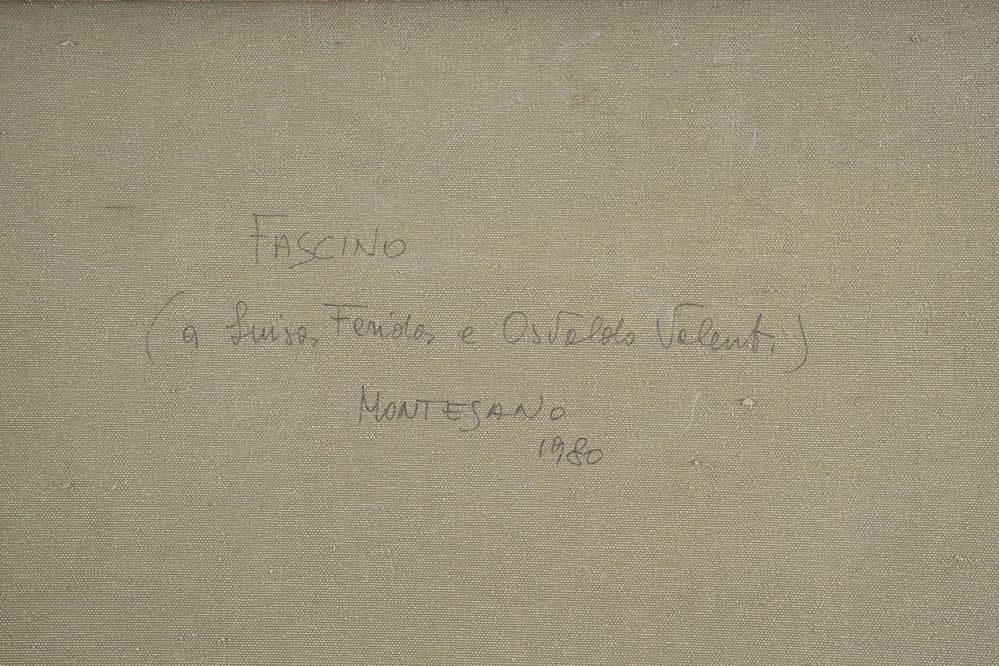 FASCINO
(a Luisa Ferida e Osvaldo Valenti)
MONTESANO
1980